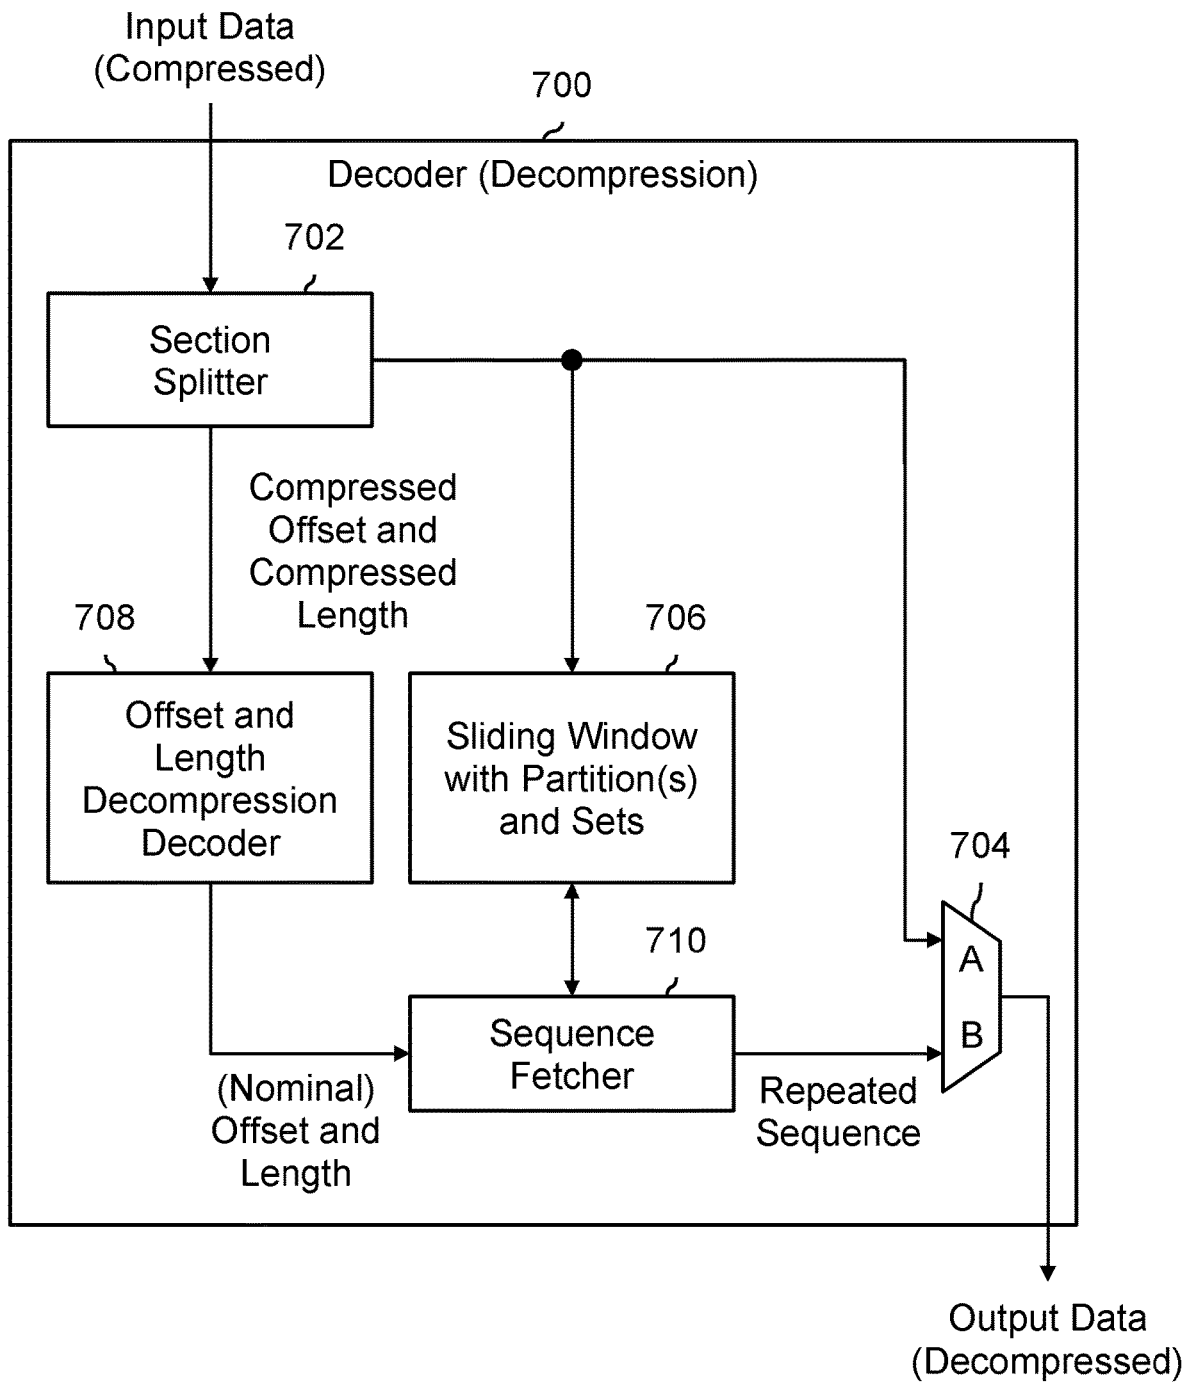 Input Data
(Compressed)
700
Decoder (Decompression)
702
Section
Splitter
Compressed
Offset and
Compressed
Length
708
706
Offset and
Length
Decompression
Decoder
Sliding Window
with Partition(s)
and Sets
704
A
B
710
Sequence
Fetcher
(Nominal)
Offset and
Length
Repeated
Sequence
Output Data
(Decompressed)